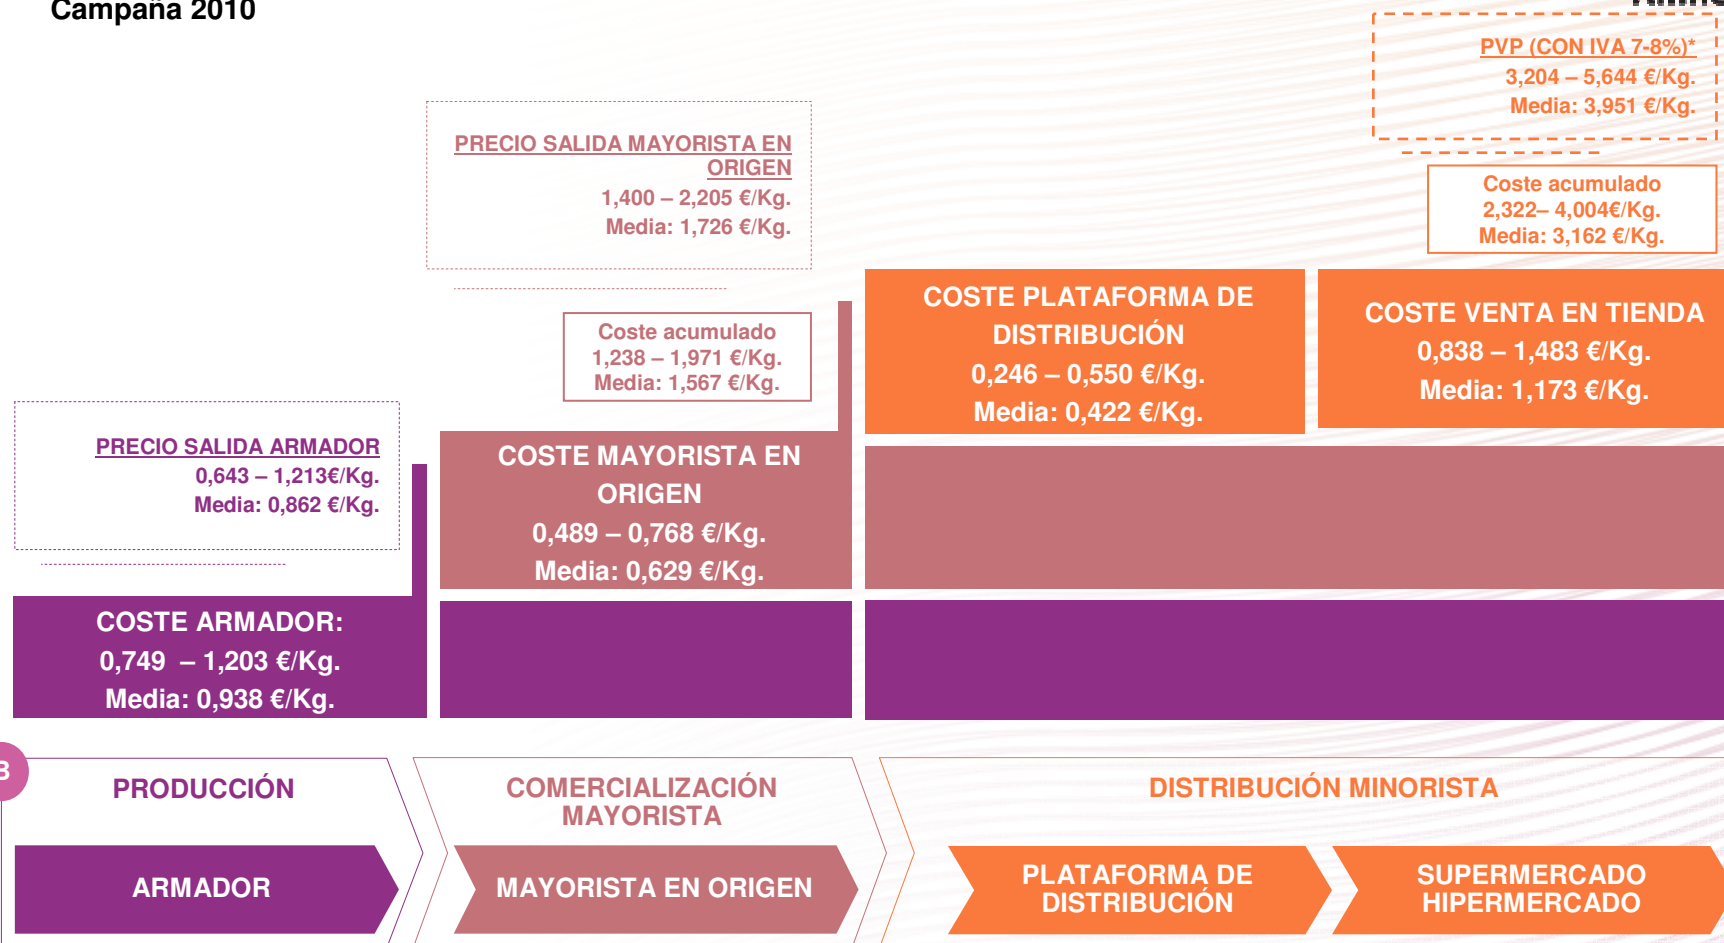 Campaña 2010
PVP (CON IVA 7-8%)*
3,204 – 5,644 €/Kg.
Media: 3,951 €/Kg.
PRECIO SALIDA MAYORISTA EN
ORIGEN
1,400 – 2,205 €/Kg.
Media: 1,726 €/Kg.
Coste acumulado
2,322– 4,004€/Kg.
Media: 3,162 €/Kg.
COSTE PLATAFORMA DE
DISTRIBUCIÓN
0,246 – 0,550 €/Kg.
Media: 0,422 €/Kg.
COSTE VENTA EN TIENDA
0,838 – 1,483 €/Kg.
Media: 1,173 €/Kg.
Coste acumulado
1,238 – 1,971 €/Kg.
Media: 1,567 €/Kg.
PRECIO SALIDA ARMADOR
0,643 – 1,213€/Kg.
Media: 0,862 €/Kg.
COSTE MAYORISTA EN
ORIGEN
0,489 – 0,768 €/Kg.
Media: 0,629 €/Kg.
COSTE ARMADOR:
0,749  – 1,203 €/Kg.
Media: 0,938 €/Kg.
B
PRODUCCIÓN
COMERCIALIZACIÓN
MAYORISTA
DISTRIBUCIÓN MINORISTA
ARMADOR
MAYORISTA EN ORIGEN
PLATAFORMA DE
DISTRIBUCIÓN
SUPERMERCADO
HIPERMERCADO